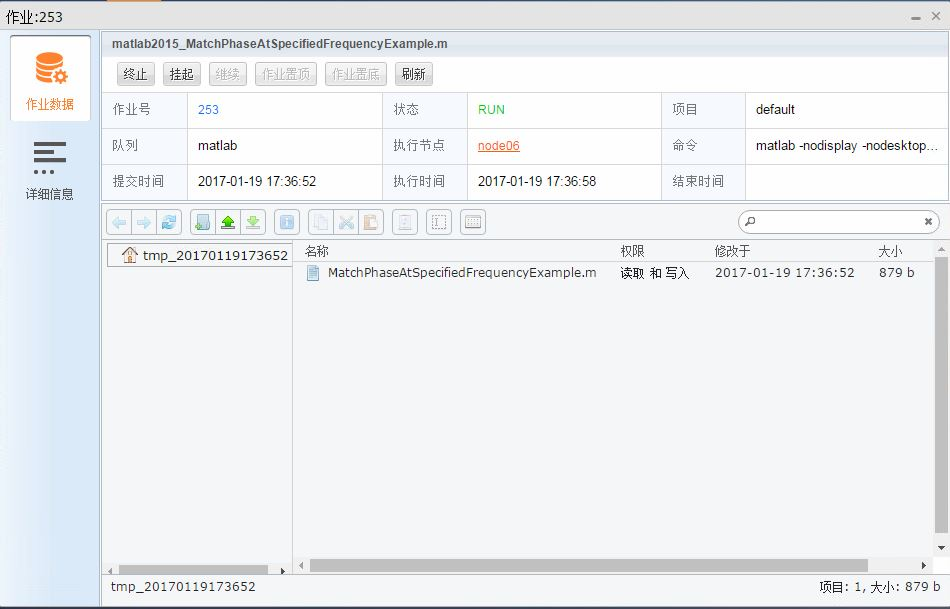 作业:253
作业数据
详细信息
matlab2015_MatchPhaseAtSpecifiedFrequencyExample.m
终止 挂起 继续 作业置顶 作业置底 刷新
作业号 253 状态 RUN 项目 default
队列 matlab 执行节点 node06 命令 matlab -nodisplay -nodesktop...
提交时间 2017-01-19 17:36:52 执行时间 2017-01-19 17:36:58 结束时间
tmp_20170119173652
名称 权限 修改于 大小
MatchPhaseAtSpecifiedFrequencyExample.m 读取 和 写入 2017-01-19 17:36:52 879 b
tmp_20170119173652 项目: 1, 大小: 879 b